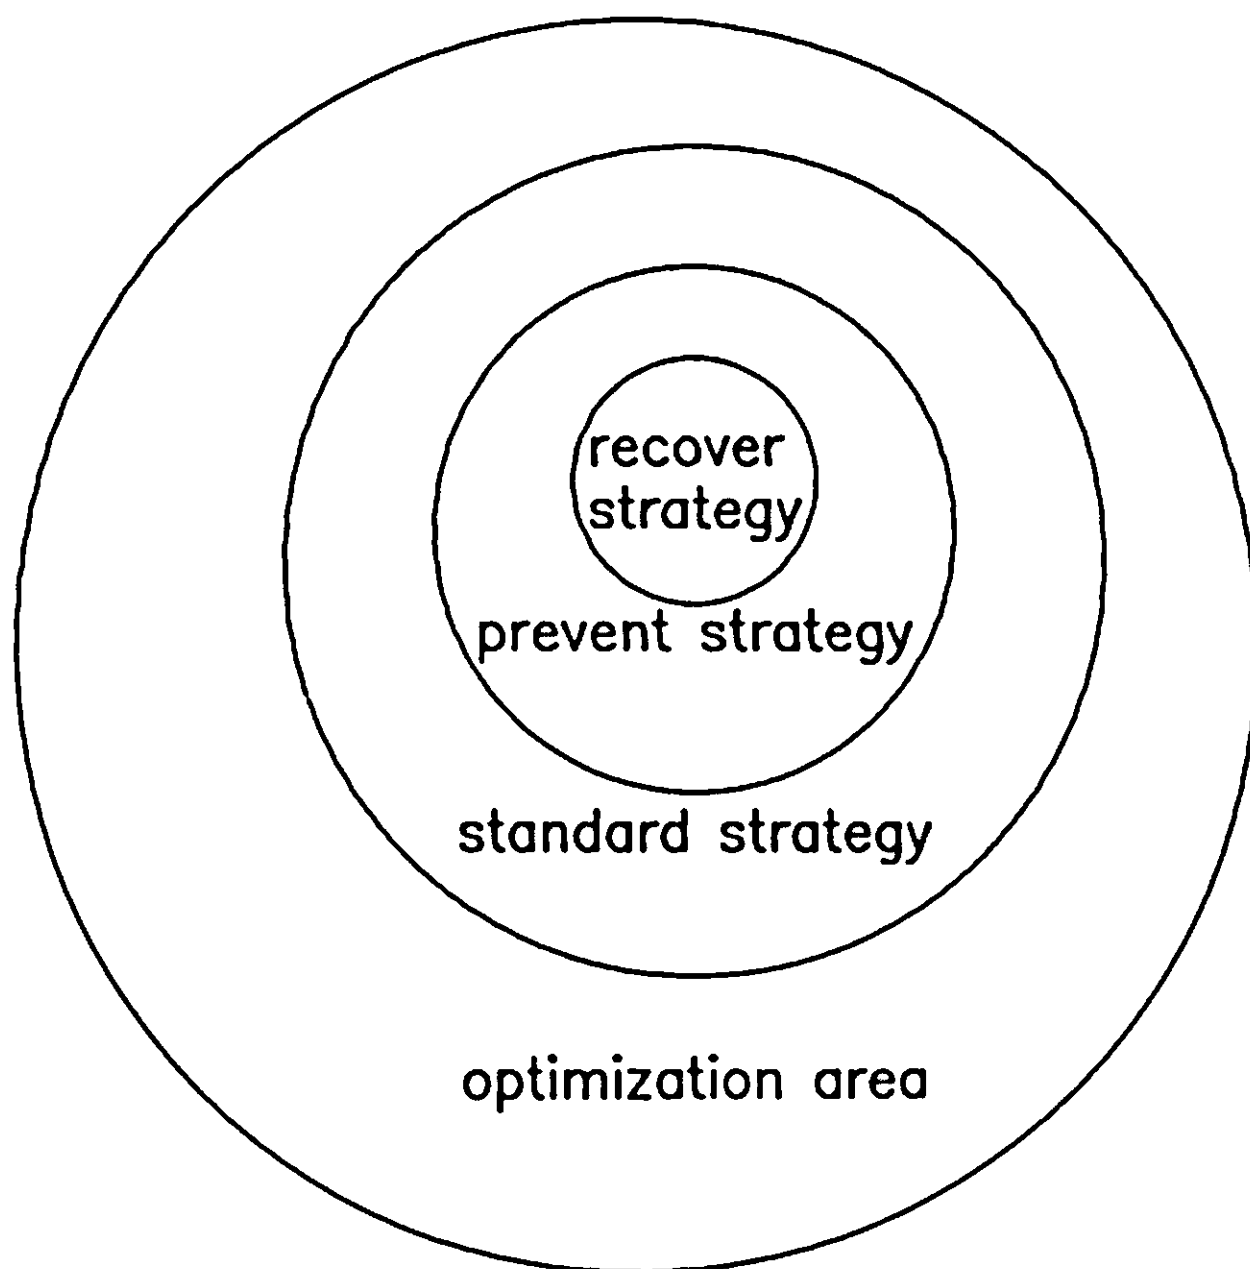 recover
strategy
prevent strategy
standard strategy
optimization area